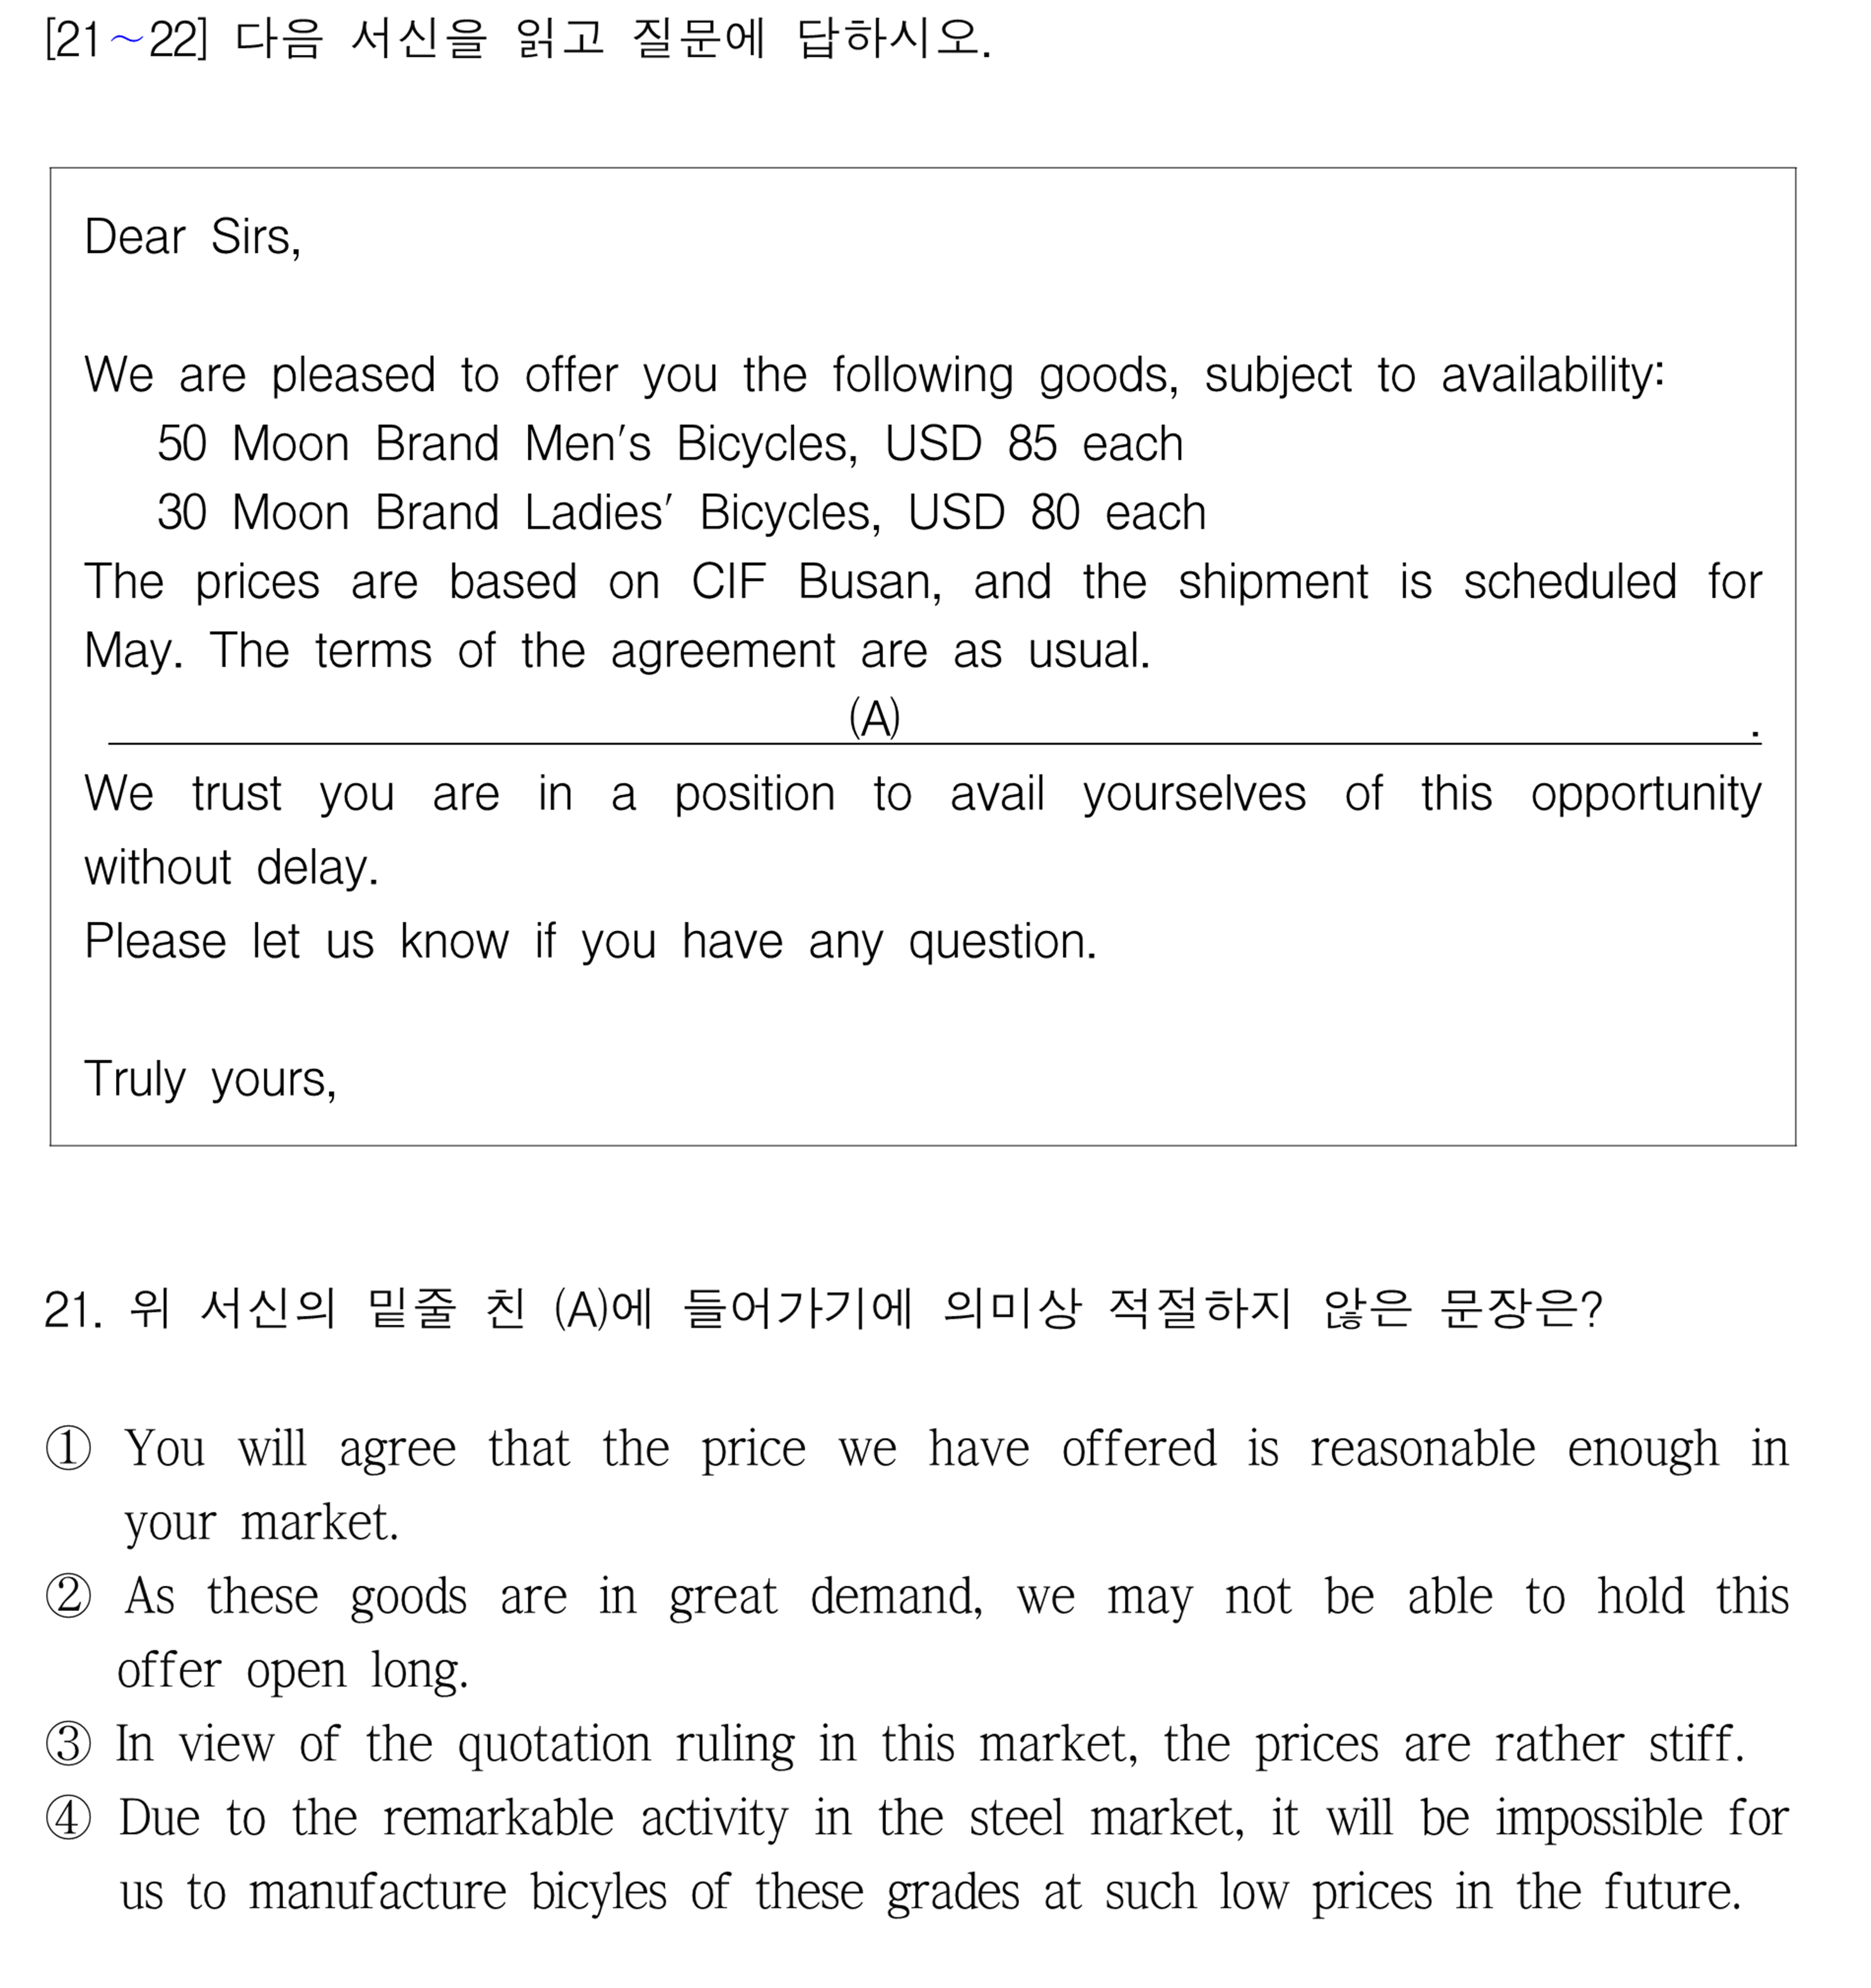 [21～22] 다음 서신을 읽고 질문에 답하시오.
Dear Sirs,
We are pleased to offer you the following goods, subject to availability:
50 Moon Brand Men's Bicycles, USD 85 each
30 Moon Brand Ladies' Bicycles, USD 80 each
The prices are based on CIF Busan, and the shipment is scheduled for
May. The terms of the agreement are as usual.
(A) .
We trust you are in a position to avail yourselves of this opportunity
without delay.
Please let us know if you have any question.
Truly yours,
21. 위 서신의 밑줄 친 (A)에 들어가기에 의미상 적절하지 않은 문장은?
① You will agree that the price we have offered is reasonable enough in
your market.
② As these goods are in great demand, we may not be able to hold this
offer open long.
③ In view of the quotation ruling in this market, the prices are rather stiff.
④ Due to the remarkable activity in the steel market, it will be impossible for
us to manufacture bicyles of these grades at such low prices in the future.